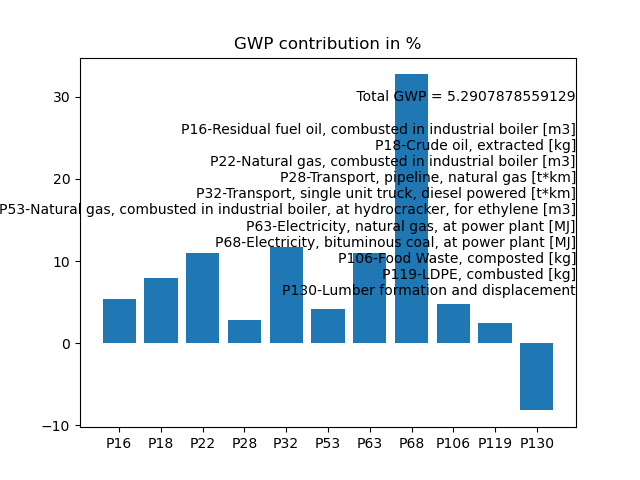 GWP contribution in %
Total GWP = 5.2907878559129
P16-Residual fuel oil, combusted in industrial boiler [m3]
P18-Crude oil, extracted [kg]
P22-Natural gas, combusted in industrial boiler [m3]
P28-Transport, pipeline, natural gas [t*km]
P32-Transport, single unit truck, diesel powered [t*km]
P53-Natural gas, combusted in industrial boiler, at hydrocracker, for ethylene [m3]
P63-Electricity, natural gas, at power plant [MJ]
P68-Electricity, bituminous coal, at power plant [MJ]
P106-Food Waste, composted [kg]
P119-LDPE, combusted [kg]
P130-Lumber formation and displacement
30
20
10
0
−10
P16 P18 P22 P28 P32 P53 P63 P68 P106 P119 P130